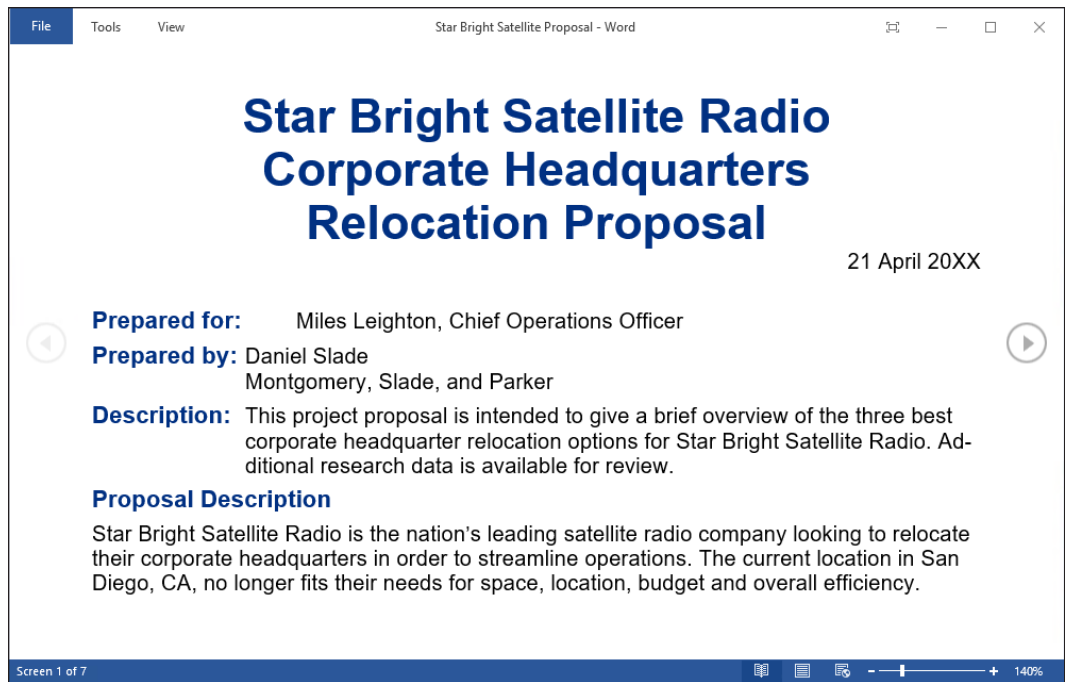 File Tools View Star Bright Satellite Proposal - Word
Star Bright Satellite Radio
Corporate Headquarters
Relocation Proposal
21 April 20XX
Prepared for: Miles Leighton, Chief Operations Officer
Prepared by: Daniel Slade
Montgomery, Slade, and Parker
Description: This project proposal is intended to give a brief overview of the three best
corporate headquarter relocation options for Star Bright Satellite Radio. Ad-
ditional research data is available for review.
Proposal Description
Star Bright Satellite Radio is the nation's leading satellite radio company looking to relocate
their corporate headquarters in order to streamline operations. The current location in San
Diego, CA, no longer fits their needs for space, location, budget and overall efficiency.
Screen 1 of 7 140%